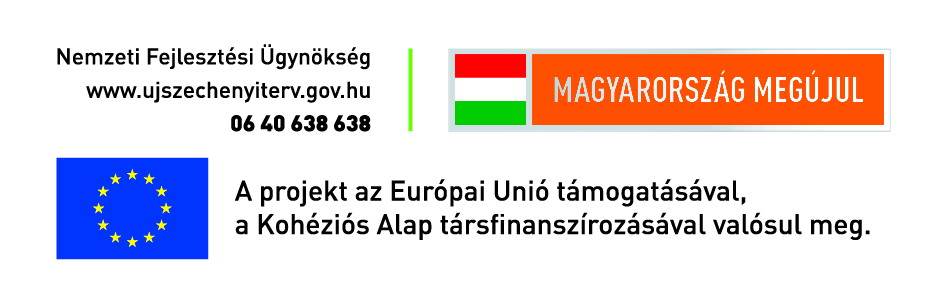 Nemzeti Fejlesztési Ügynökség
www.ujszechenyiterv.gov.hu
06 40 638 638
MAGYARORSZÁG MEGÚJUL
A projekt az Európai Unió támogatásával,
a Kohéziós Alap társfinanszírozásával valósul meg.